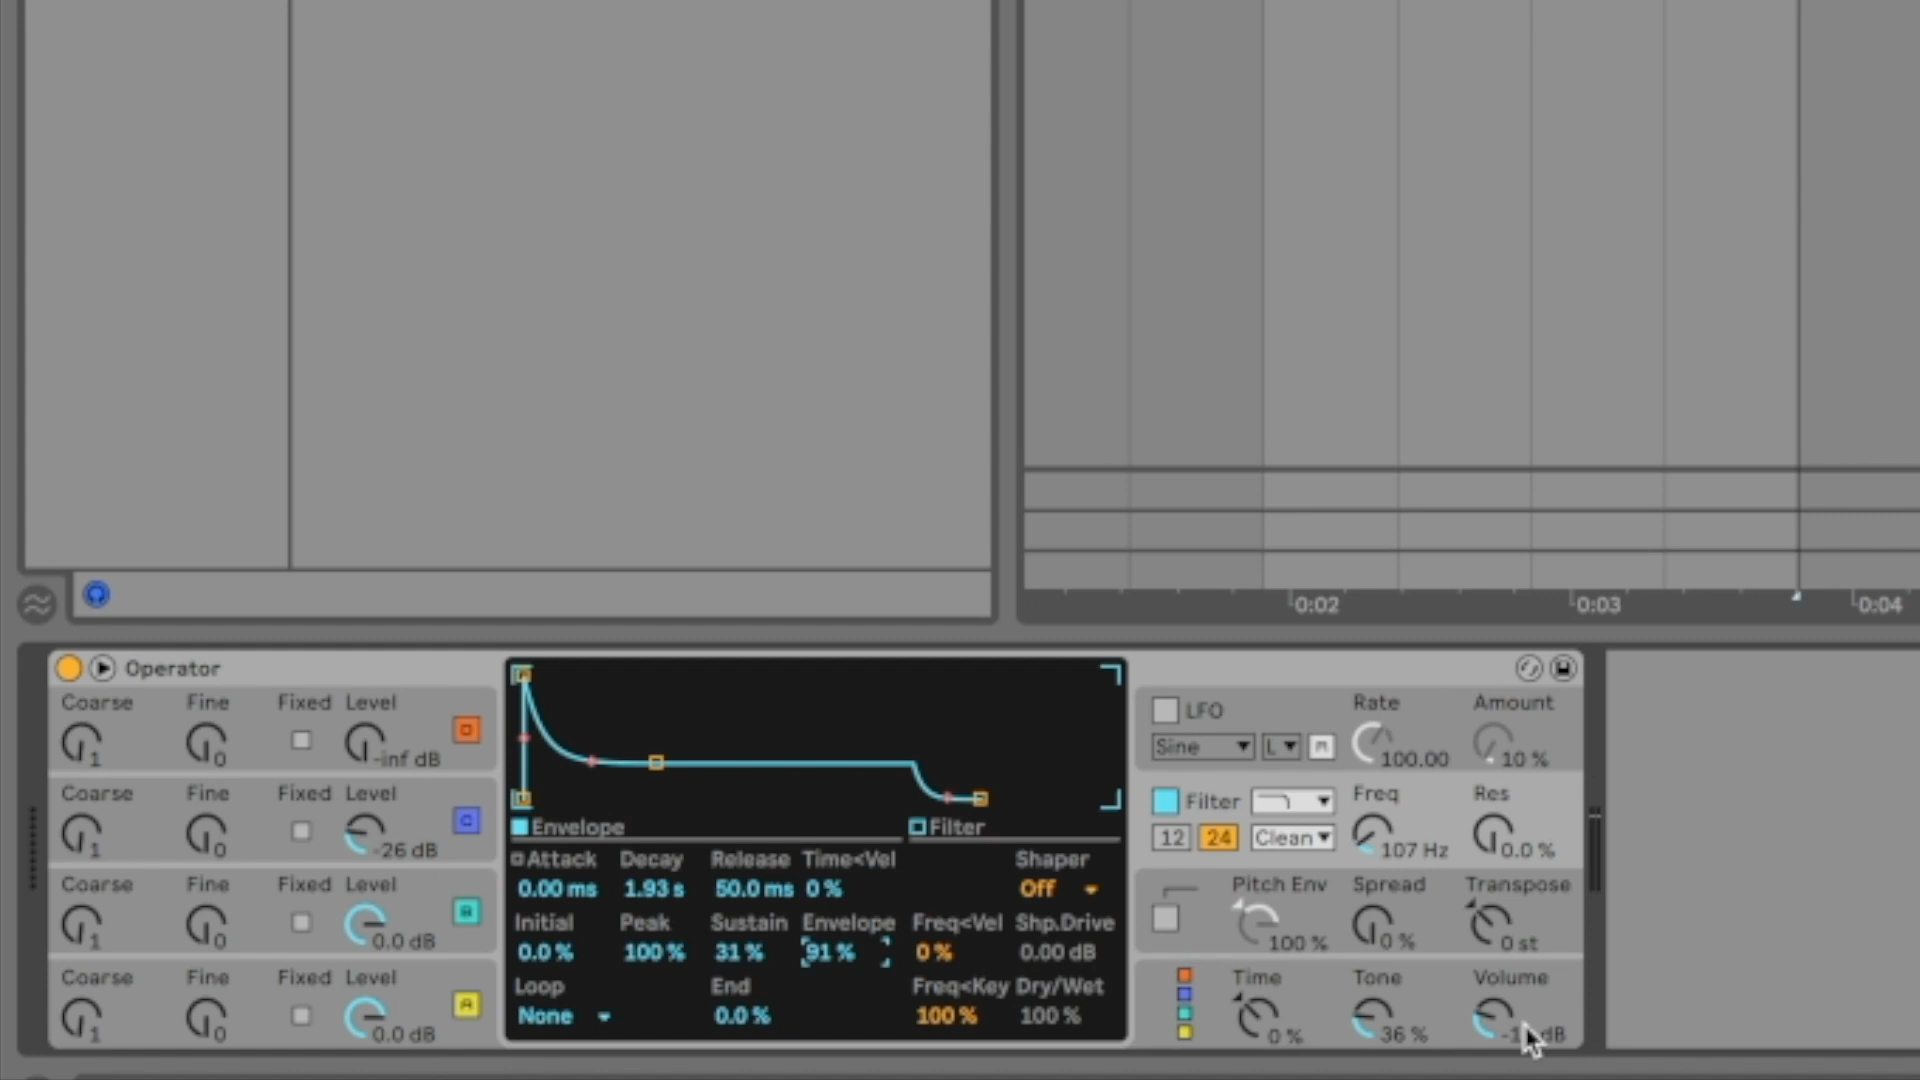 0:02 0:03 0:04
Operator
Coarse Fine Fixed Level
1 0 -inf dB D
Coarse Fine Fixed Level
1 0 -26 dB C
Coarse Fine Fixed Level
1 0 0.0 dB B
Coarse Fine Fixed Level
1 0 0.0 dB A
Envelope Filter
Attack Decay Release Time<Vel Shaper
0.00 ms 1.93 s 50.0 ms 0 % Off
Initial Peak Sustain Envelope Freq<Vel Shp.Drive
0.0 % 100 % 31 % 91 % 0 % 0.00 dB
Loop End Freq<Key Dry/Wet
None 0.0 % 100 % 100 %
LFO Rate Amount
Sine L R 100.00 10 %
Filter Freq Res
12 24 Clean 107 Hz 0.0 %
Pitch Env Spread Transpose
100 % 0 % 0 st
Time Tone Volume
0 % 36 % dB